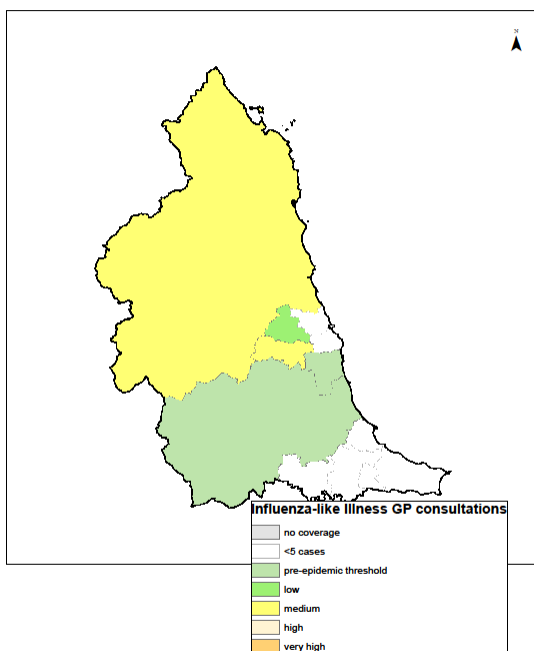 N
Influenza-like Illness GP consultations
no coverage
<5 cases
pre-epidemic threshold
low
medium
high
very high